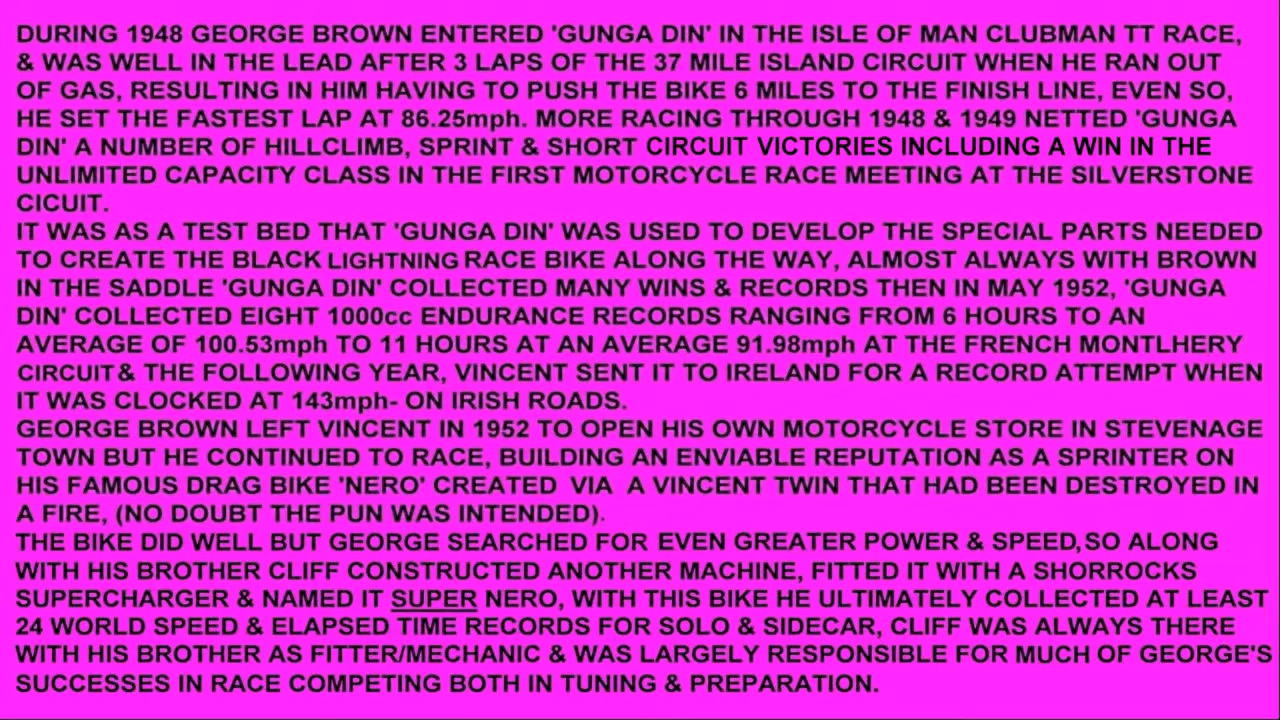 DURING 1948 GEORGE BROWN ENTERED 'GUNGA DIN' IN THE ISLE OF MAN CLUBMAN TT RACE,
& WAS WELL IN THE LEAD AFTER 3 LAPS OF THE 37 MILE ISLAND CIRCUIT WHEN HE RAN OUT
OF GAS, RESULTING IN HIM HAVING TO PUSH THE BIKE 6 MILES TO THE FINISH LINE, EVEN SO,
HE SET THE FASTEST LAP AT 86.25mph. MORE RACING THROUGH 1948 & 1949 NETTED 'GUNGA
DIN' A NUMBER OF HILLCLIMB, SPRINT & SHORT CIRCUIT VICTORIES INCLUDING A WIN IN THE
UNLIMITED CAPACITY CLASS IN THE FIRST MOTORCYCLE RACE MEETING AT THE SILVERSTONE
CICUIT.
IT WAS AS A TEST BED THAT 'GUNGA DIN' WAS USED TO DEVELOP THE SPECIAL PARTS NEEDED
TO CREATE THE BLACK LIGHTNING RACE BIKE ALONG THE WAY, ALMOST ALWAYS WITH BROWN
IN THE SADDLE 'GUNGA DIN' COLLECTED MANY WINS & RECORDS THEN IN MAY 1952, 'GUNGA
DIN' COLLECTED EIGHT 1000cc ENDURANCE RECORDS RANGING FROM 6 HOURS TO AN
AVERAGE OF 100.53mph TO 11 HOURS AT AN AVERAGE 91.98mph AT THE FRENCH MONTLHERY
CIRCUIT & THE FOLLOWING YEAR, VINCENT SENT IT TO IRELAND FOR A RECORD ATTEMPT WHEN
IT WAS CLOCKED AT 143mph- ON IRISH ROADS.
GEORGE BROWN LEFT VINCENT IN 1952 TO OPEN HIS OWN MOTORCYCLE STORE IN STEVENAGE
TOWN BUT HE CONTINUED TO RACE, BUILDING AN ENVIABLE REPUTATION AS A SPRINTER ON
HIS FAMOUS DRAG BIKE 'NERO' CREATED VIA A VINCENT TWIN THAT HAD BEEN DESTROYED IN
A FIRE, (NO DOUBT THE PUN WAS INTENDED).
THE BIKE DID WELL BUT GEORGE SEARCHED FOR EVEN GREATER POWER & SPEED, SO ALONG
WITH HIS BROTHER CLIFF CONSTRUCTED ANOTHER MACHINE, FITTED IT WITH A SHORROCKS
SUPERCHARGER & NAMED IT SUPER NERO, WITH THIS BIKE HE ULTIMATELY COLLECTED AT LEAST
24 WORLD SPEED & ELAPSED TIME RECORDS FOR SOLO & SIDECAR, CLIFF WAS ALWAYS THERE
WITH HIS BROTHER AS FITTER/MECHANIC & WAS LARGELY RESPONSIBLE FOR MUCH OF GEORGE'S
SUCCESSES IN RACE COMPETING BOTH IN TUNING & PREPARATION.